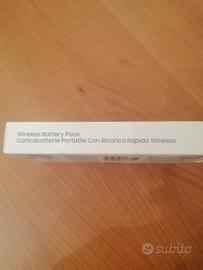 Wireless Battery Pack
Caricabatterie Portatile Con Ricarica Rapida Wireless
subito